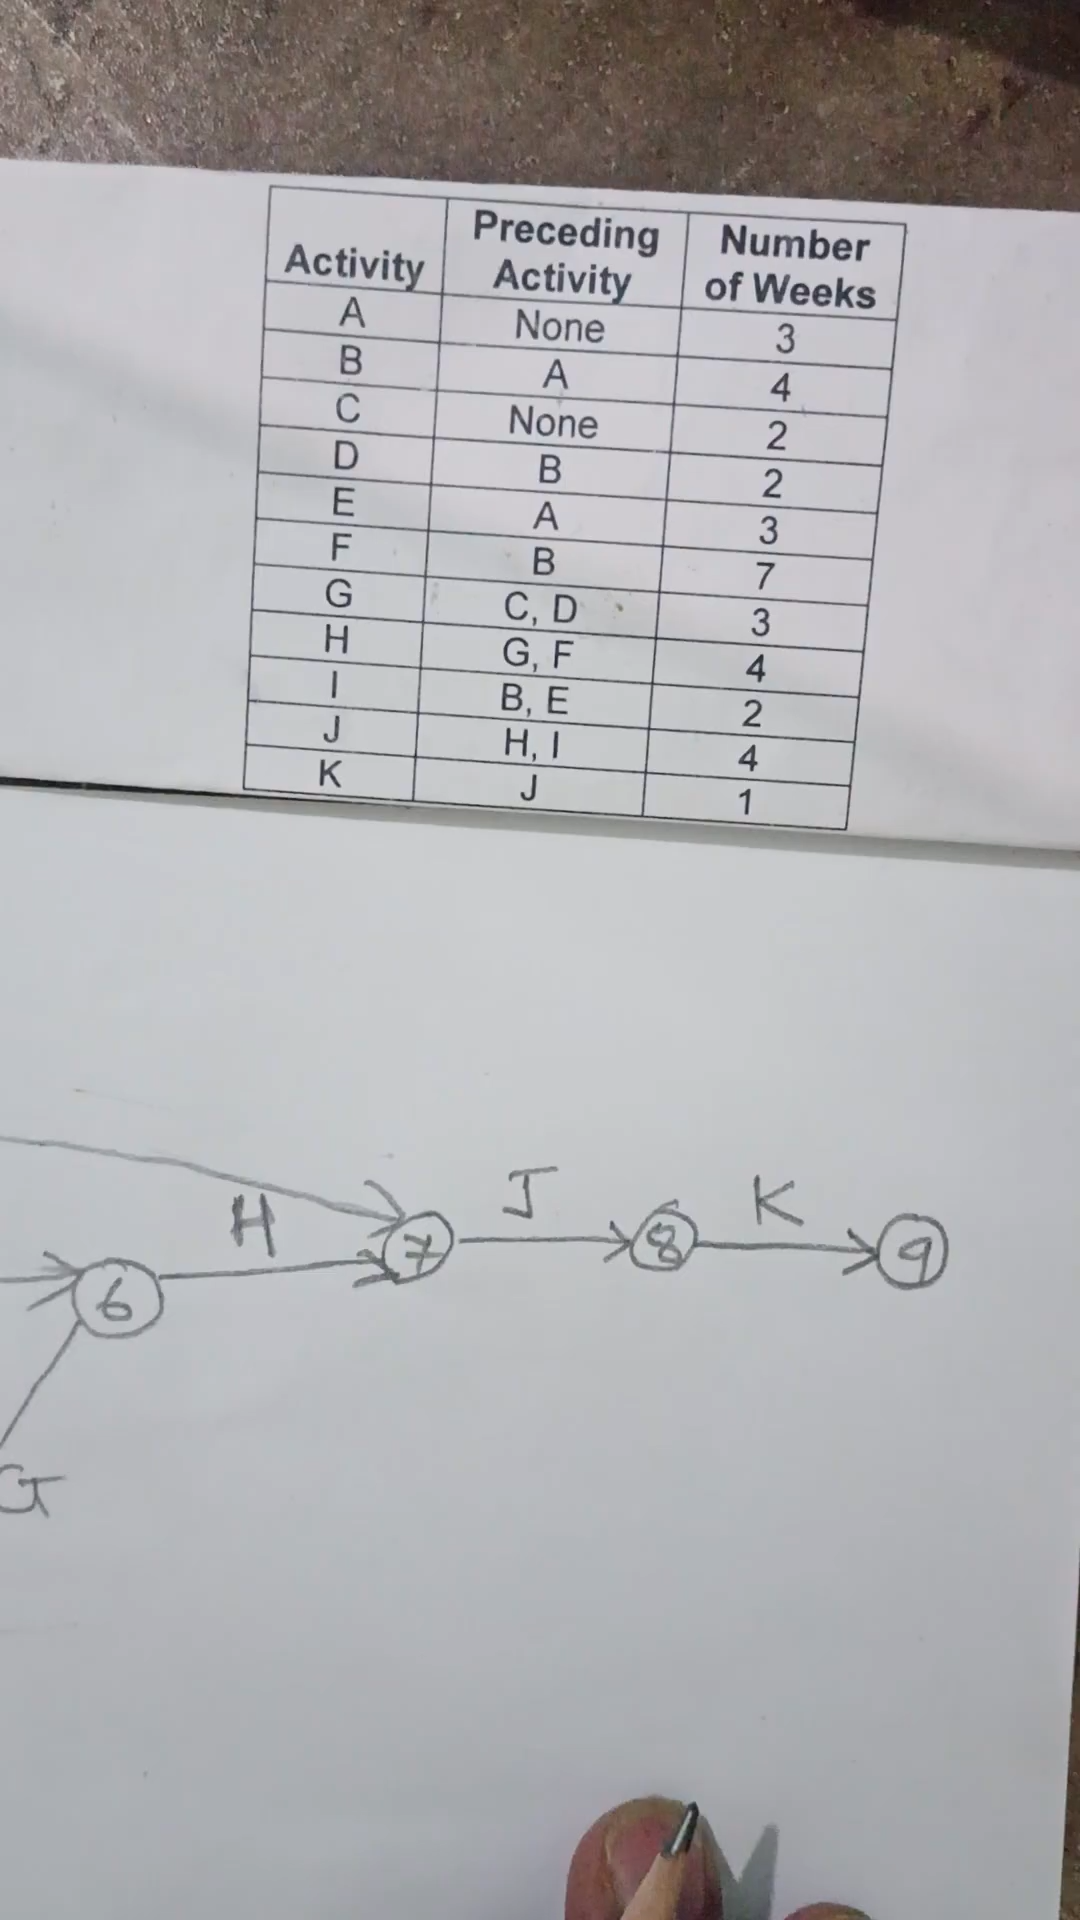 Activity Preceding Activity Number of Weeks
A None 3
B A 4
C None 2
D B 2
E A 3
F B 7
G C, D 3
H G, F 4
I B, E 2
J H, I 4
K J 1
H J K
6 7 8 9
G